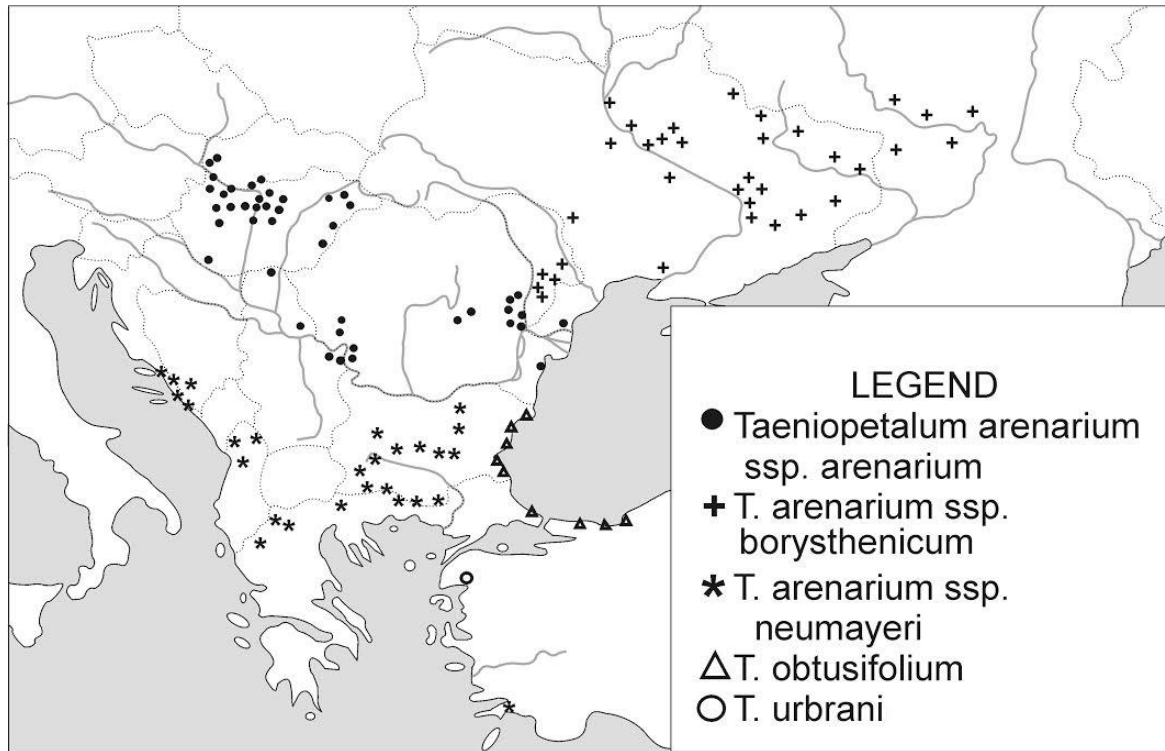 LEGEND
Taeniopetalum arenarium
ssp. arenarium
T. arenarium ssp.
borysthenicum
T. arenarium ssp.
neumayeri
T. obtusifolium
T. urbrani